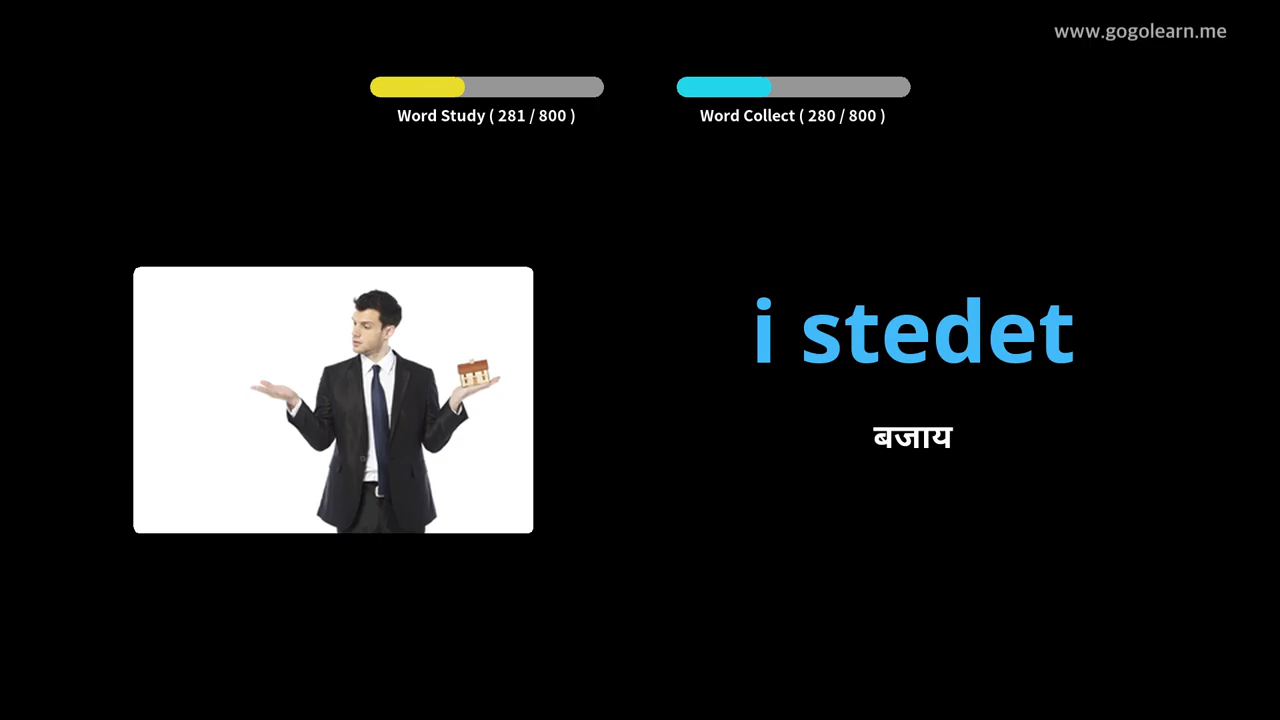 www.gogolearn.me
Word Study ( 281 / 800 )
Word Collect ( 280 / 800 )
i stedet
बजाय